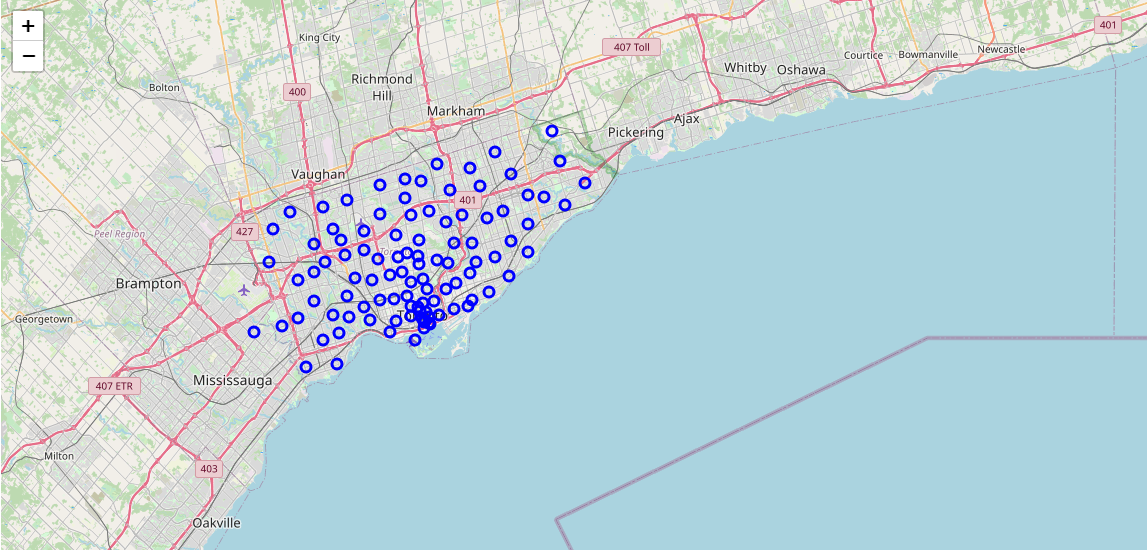 +
−
King City
407 Toll
401
Courtice
Bowmanville
Newcastle
Whitby
Oshawa
Richmond
Hill
Bolton
400
Markham
Ajax
Pickering
Vaughan
401
427
Peel Region
Brampton
Georgetown
Mississauga
407 ETR
Milton
403
Oakville